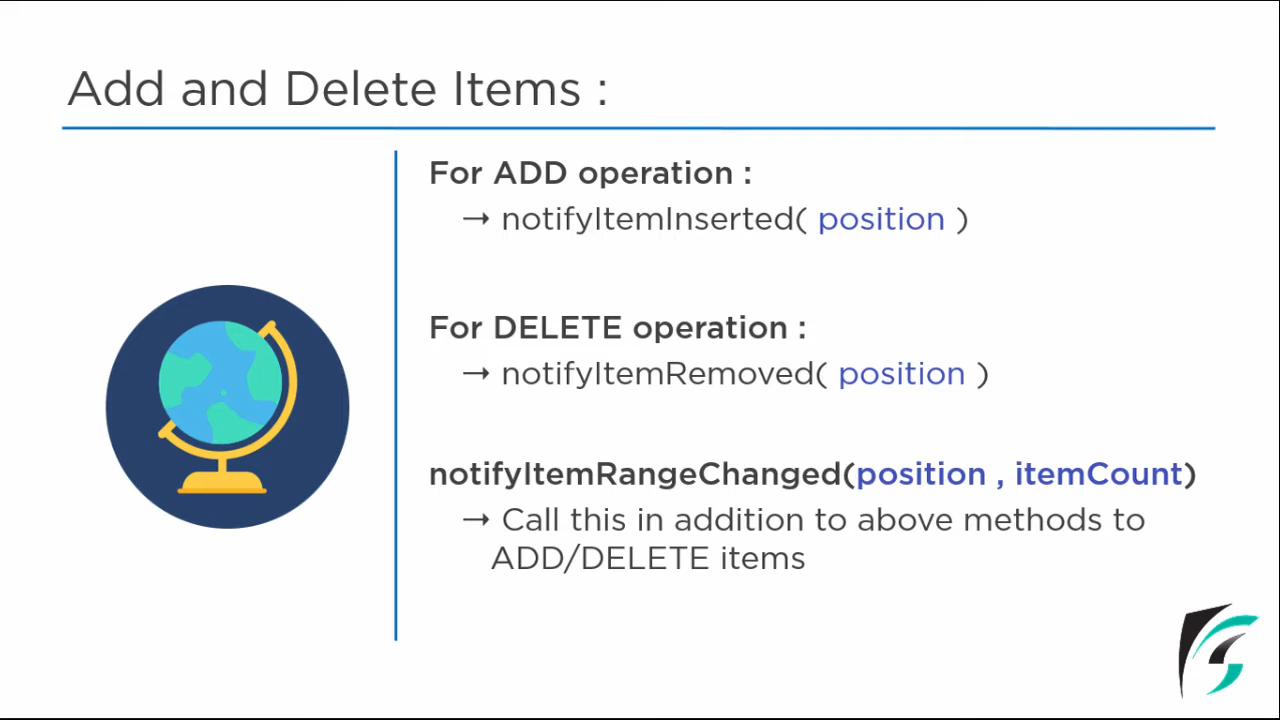 Add and Delete Items :
For ADD operation :
→ notifyItemInserted( position )
For DELETE operation :
→ notifyItemRemoved( position )
notifyItemRangeChanged(position , itemCount)
→ Call this in addition to above methods to
ADD/DELETE items